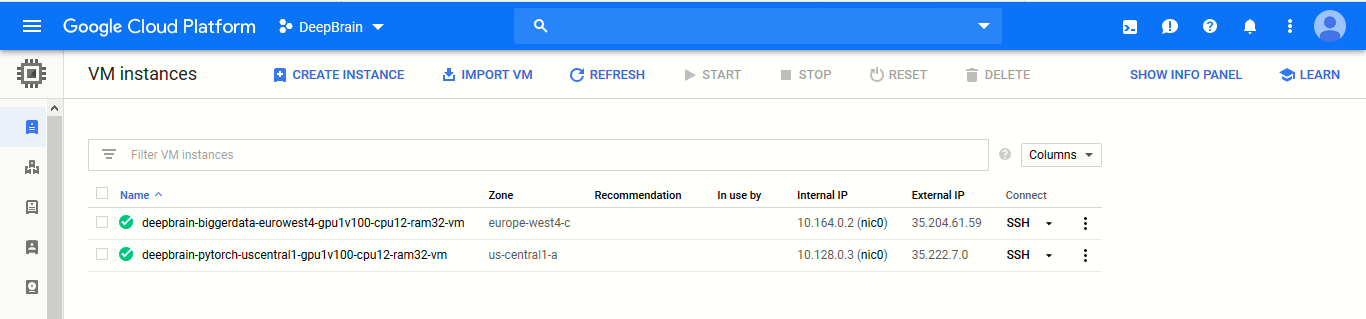 Google Cloud Platform DeepBrain
VM instances CREATE INSTANCE IMPORT VM REFRESH START STOP RESET DELETE SHOW INFO PANEL LEARN
Filter VM instances Columns
Name Zone Recommendation In use by Internal IP External IP Connect
deepbrain-biggerdata-eurowest4-gpu1v100-cpu12-ram32-vm europe-west4-c 10.164.0.2 (nic0) 35.204.61.59 SSH
deepbrain-pytorch-uscentral1-gpu1v100-cpu12-ram32-vm us-central1-a 10.128.0.3 (nic0) 35.222.7.0 SSH